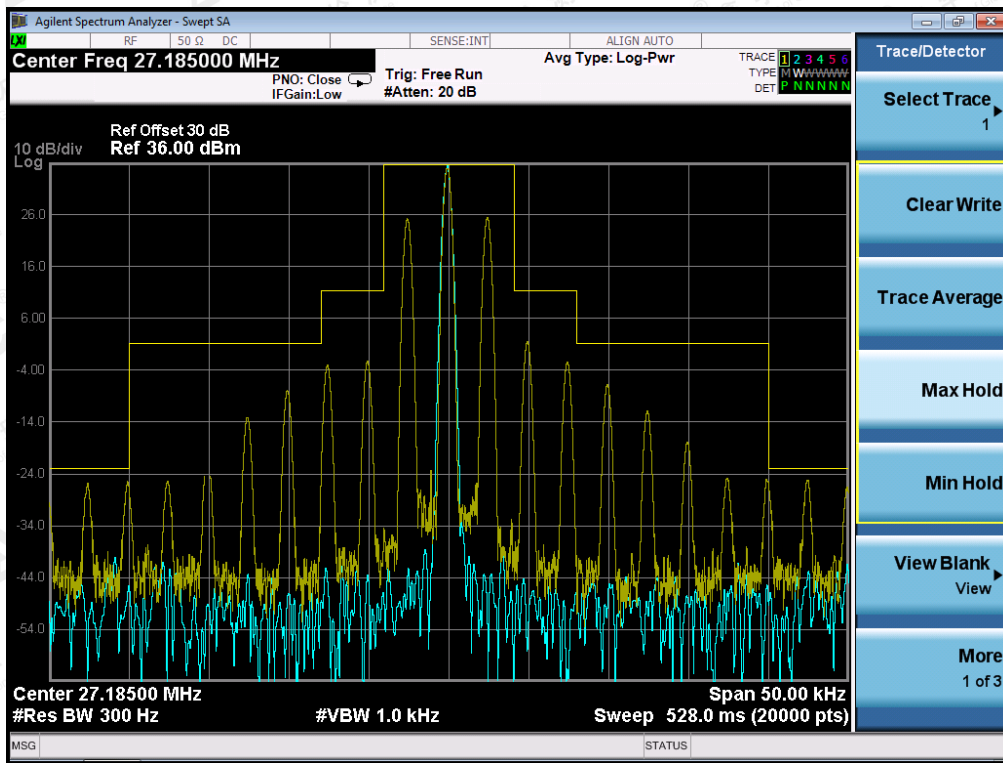 Agilent Spectrum Analyzer - Swept SA
LXI RF 50 Ω DC SENSE:INT ALIGN AUTO
Center Freq 27.185000 MHz
PNO: Close
IFGain:Low
Trig: Free Run
#Atten: 20 dB
Avg Type: Log-Pwr
TRACE 1 2 3 4 5 6
TYPE M WWWWWW
DET P N N N N N
Ref Offset 30 dB
10 dB/div Ref 36.00 dBm
Log
26.0
16.0
6.00
-4.00
-14.0
-24.0
-34.0
-44.0
-54.0
Center 27.18500 MHz Span 50.00 kHz
#Res BW 300 Hz #VBW 1.0 kHz Sweep 528.0 ms (20000 pts)
MSG STATUS
Trace/Detector
Select Trace
1
Clear Write
Trace Average
Max Hold
Min Hold
View Blank
View
More
1 of 3